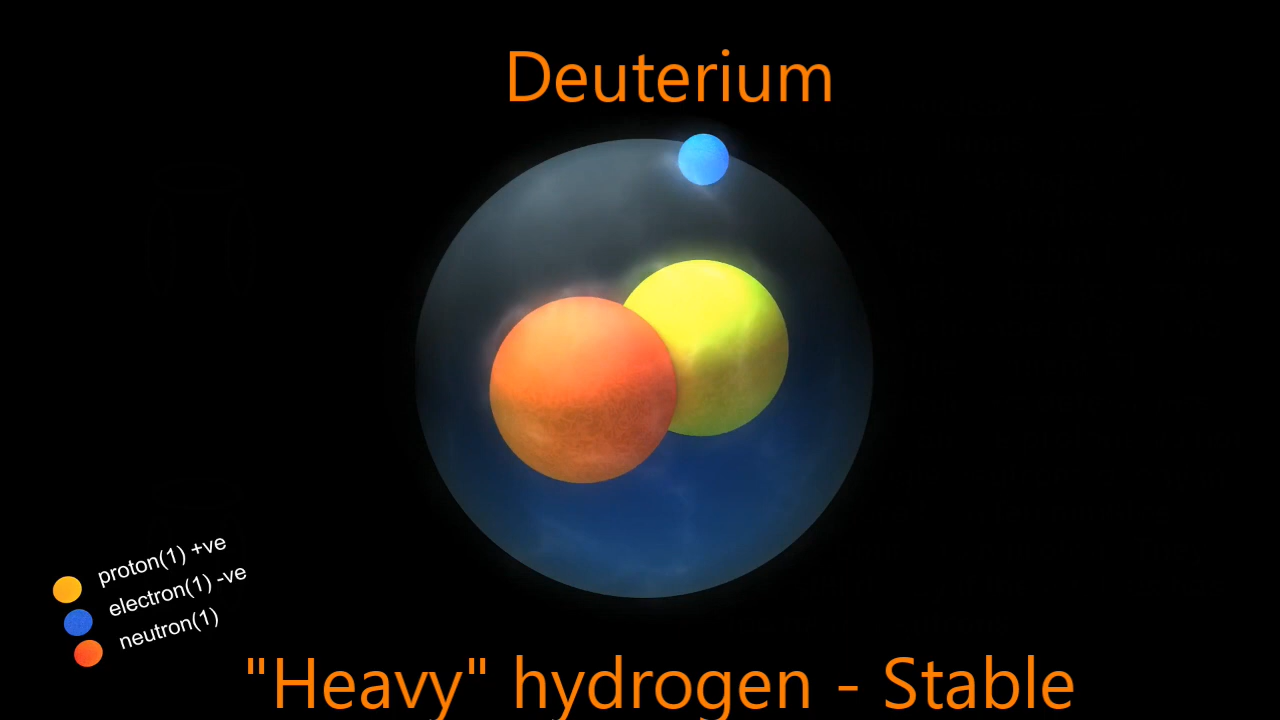 Deuterium
proton(1) +ve
electron(1) -ve
neutron(1)
"Heavy" hydrogen - Stable